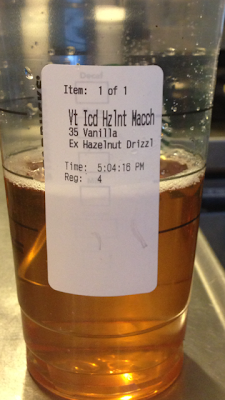 Decaf
Item: 1 of 1
Vt Icd Hzlnt Macch
35 Vanilla
Ex Hazelnut Drizzl
Time: 5:04:16 PM
Reg: 4